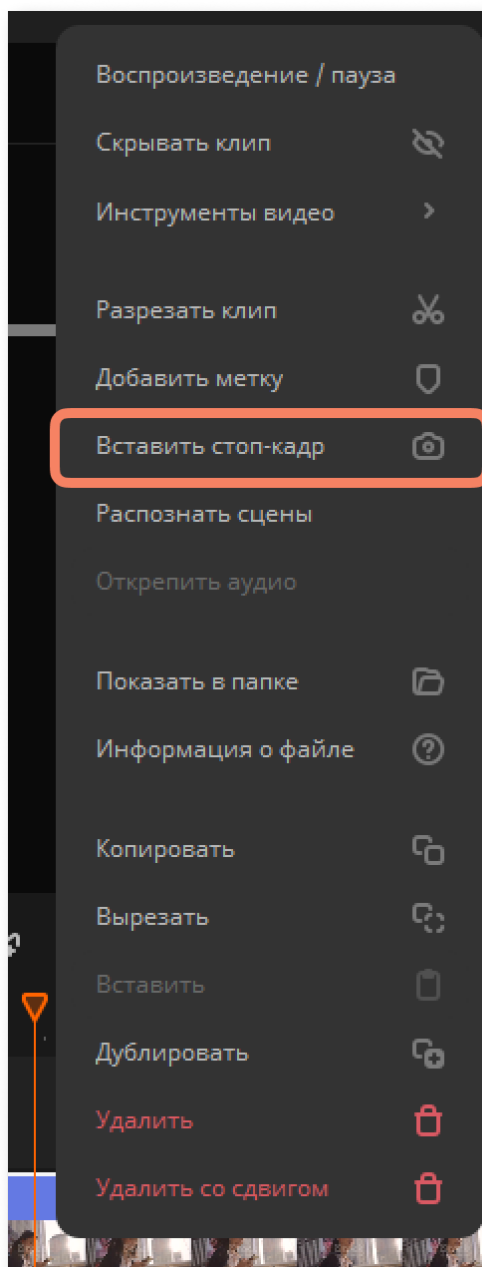 Воспроизведение / пауза
Скрывать клип
Инструменты видео
Разрезать клип
Добавить метку
Вставить стоп-кадр
Распознать сцены
Открепить аудио
Показать в папке
Информация о файле
Копировать
Вырезать
Вставить
Дублировать
Удалить
Удалить со сдвигом